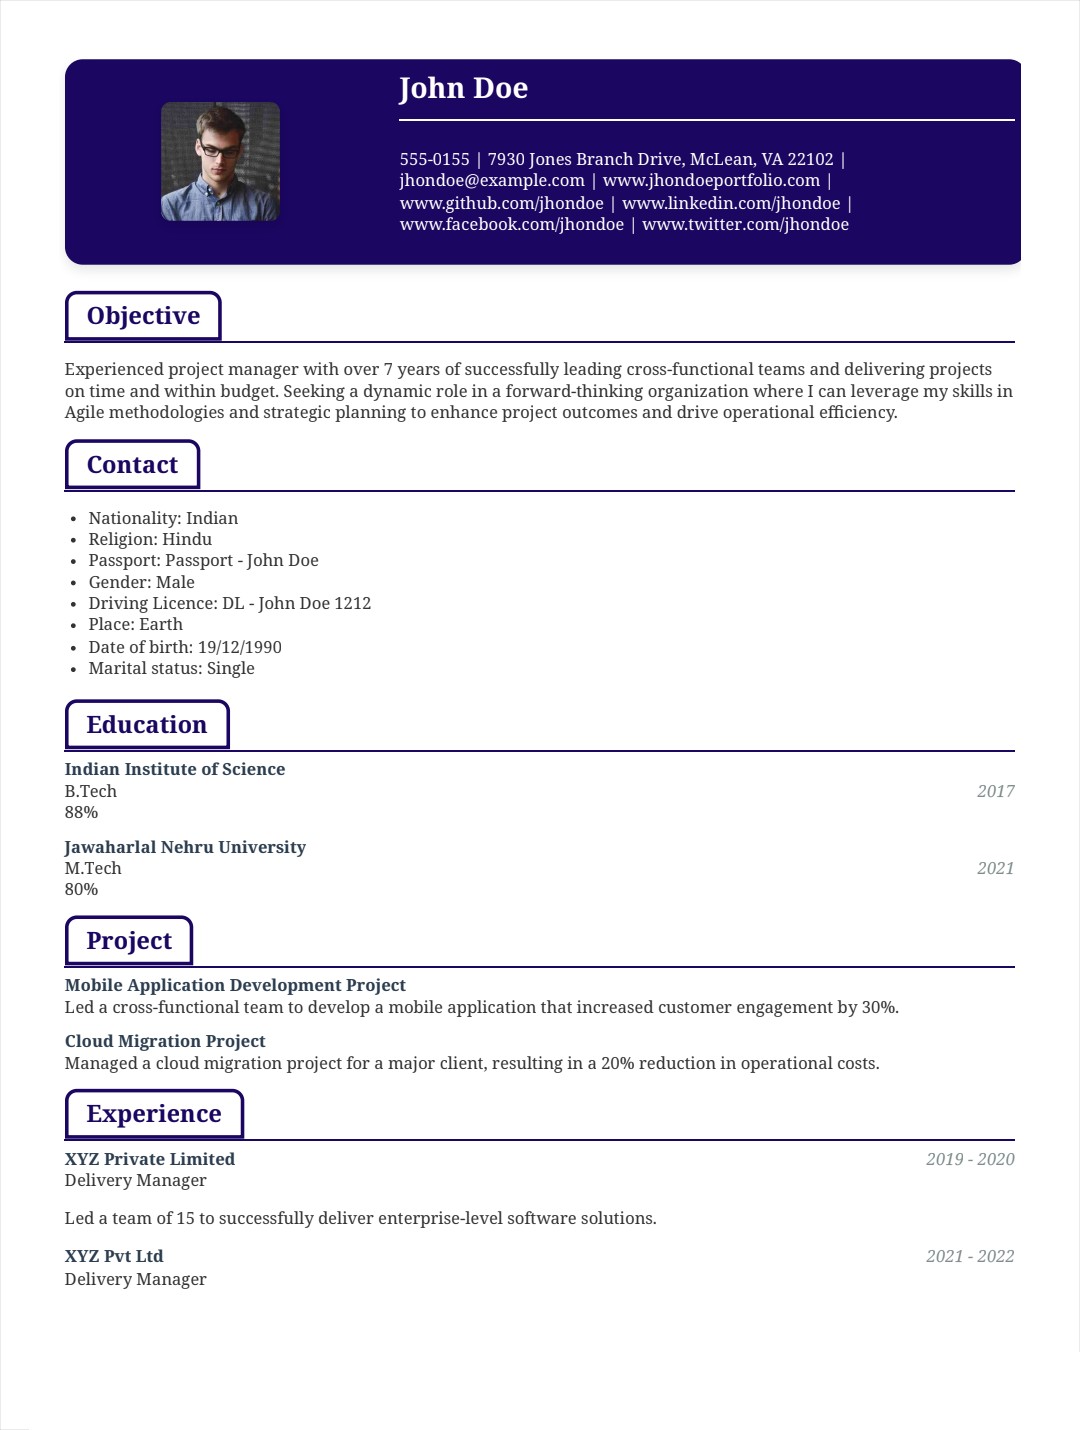 John Doe
555-0155 | 7930 Jones Branch Drive, McLean, VA 22102 |
jhondoe@example.com | www.jhondoeportfolio.com |
www.github.com/jhondoe | www.linkedin.com/jhondoe |
www.facebook.com/jhondoe | www.twitter.com/jhondoe
Objective
Experienced project manager with over 7 years of successfully leading cross-functional teams and delivering projects
on time and within budget. Seeking a dynamic role in a forward-thinking organization where I can leverage my skills in
Agile methodologies and strategic planning to enhance project outcomes and drive operational efficiency.
Contact
• Nationality: Indian
• Religion: Hindu
• Passport: Passport - John Doe
• Gender: Male
• Driving Licence: DL - John Doe 1212
• Place: Earth
• Date of birth: 19/12/1990
• Marital status: Single
Education
Indian Institute of Science
B.Tech 2017
88%
Jawaharlal Nehru University
M.Tech 2021
80%
Project
Mobile Application Development Project
Led a cross-functional team to develop a mobile application that increased customer engagement by 30%.
Cloud Migration Project
Managed a cloud migration project for a major client, resulting in a 20% reduction in operational costs.
Experience
XYZ Private Limited 2019 - 2020
Delivery Manager
Led a team of 15 to successfully deliver enterprise-level software solutions.
XYZ Pvt Ltd 2021 - 2022
Delivery Manager